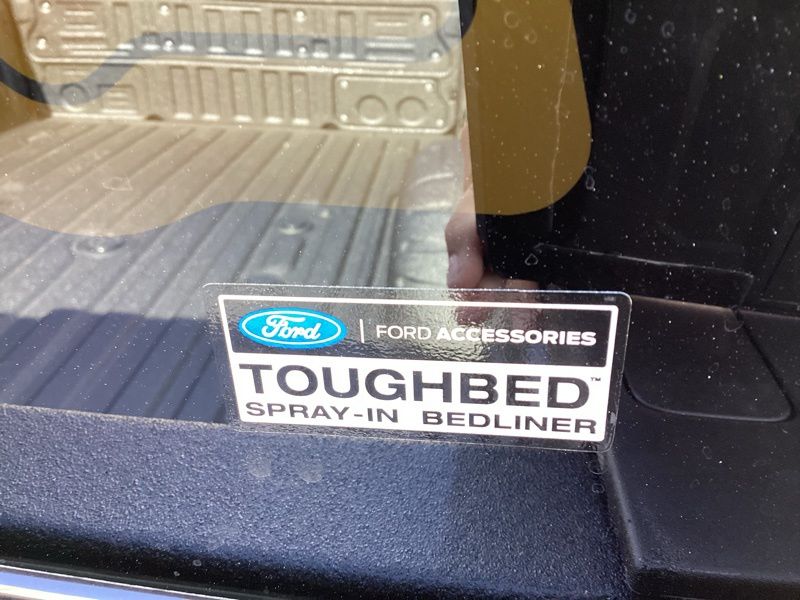 Ford | FORD ACCESSORIES
TOUGHBED™
SPRAY-IN BEDLINER